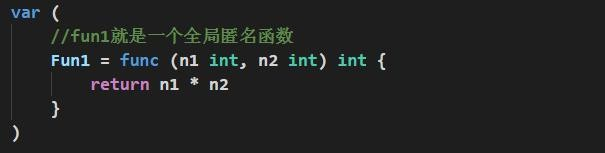 var (
    //fun1就是一个全局匿名函数
    Fun1 = func (n1 int, n2 int) int {
        return n1 * n2
    }
)